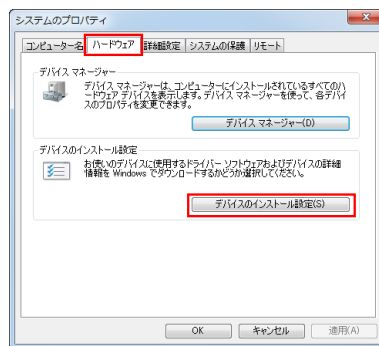 システムのプロパティ
コンピューター名 ハードウェア 詳細設定 システムの保護 リモート
デバイス マネージャー
デバイス マネージャーは、コンピューターにインストールされているすべてのハ
ードウェア デバイスを表示します。デバイス マネージャーを使って、各デバイ
スのプロパティを変更できます。
デバイス マネージャー(D)
デバイスのインストール設定
お使いのデバイスに使用するドライバー ソフトウェアおよびデバイスの詳細
情報を Windows でダウンロードするかどうか選択してください。
デバイスのインストール設定(S)
OK キャンセル 適用(A)